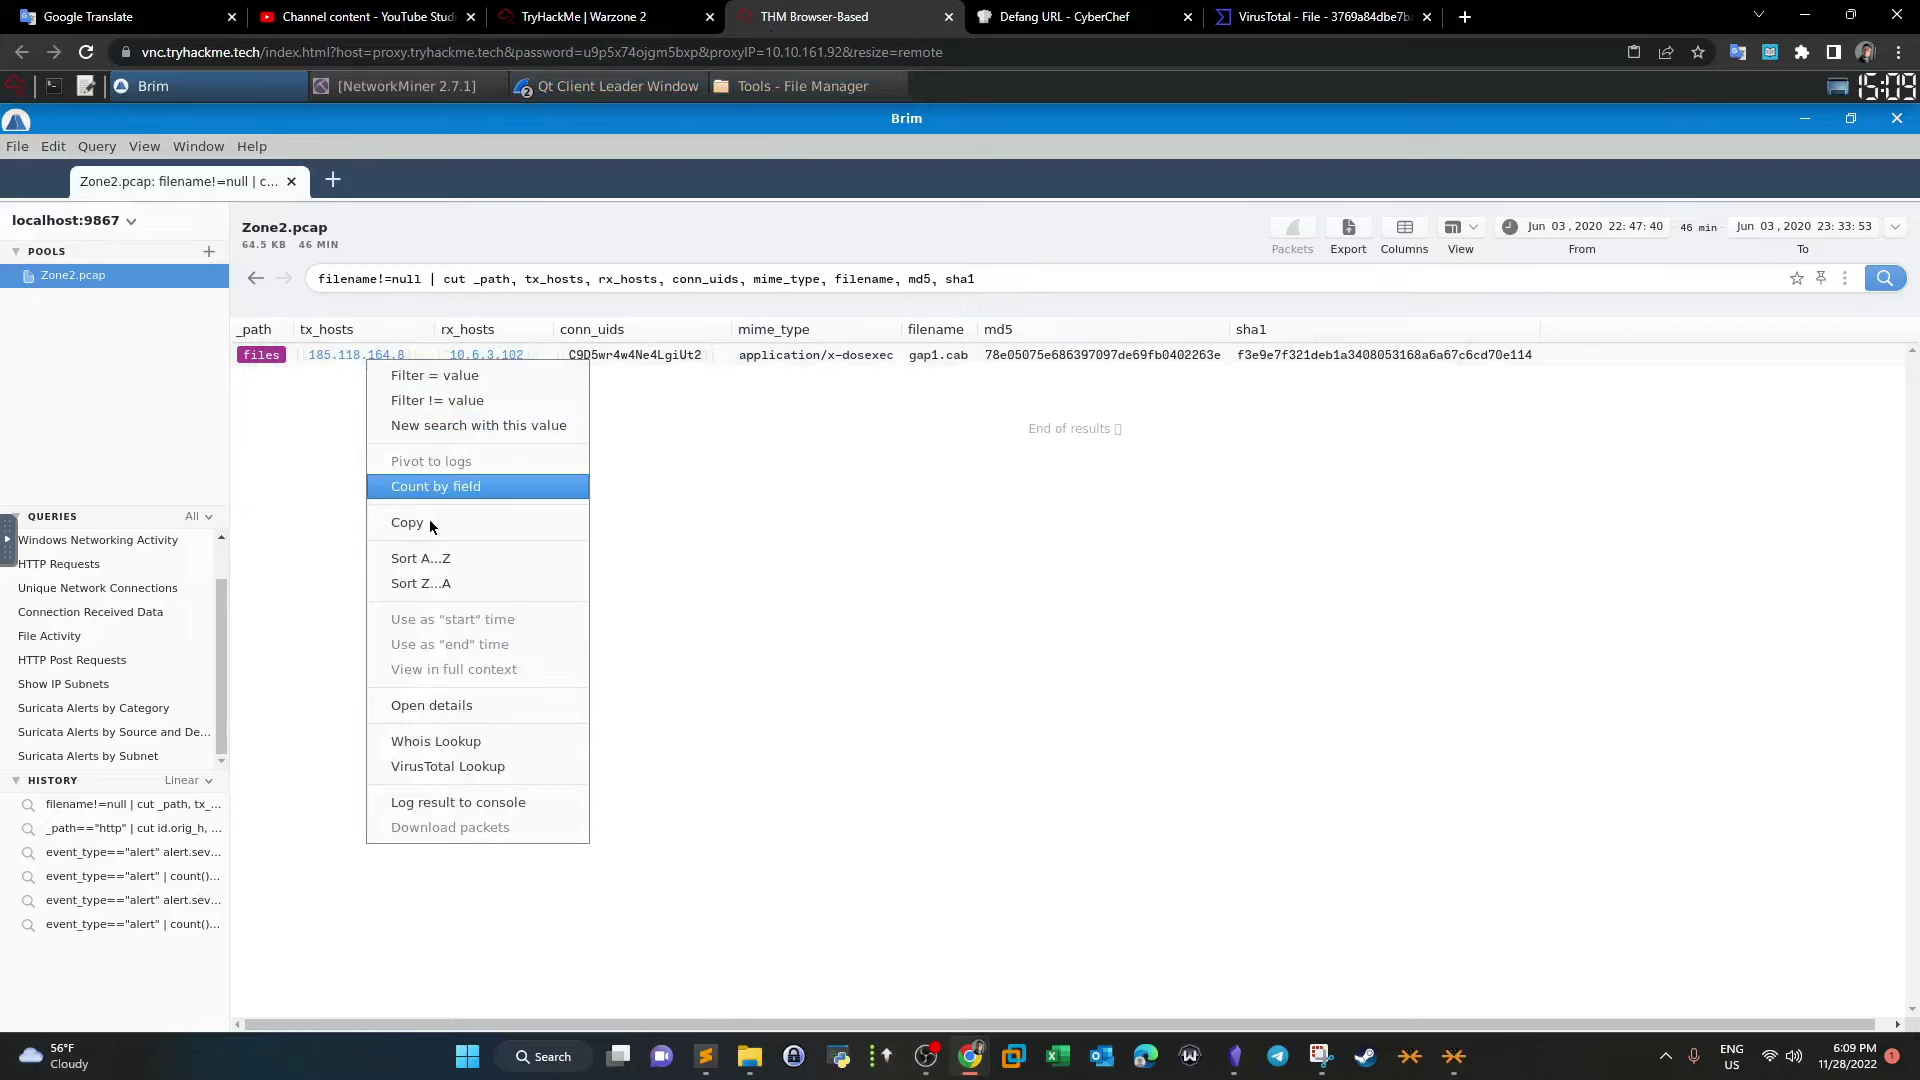 Google Translate
Channel content - YouTube Studi
TryHackMe | Warzone 2
THM Browser-Based
Defang URL - CyberChef
VirusTotal - File - 3769a84dbe7b
vnc.tryhackme.tech/index.html?host=proxy.tryhackme.tech&password=u9p5x74ojgm5bxp&proxyIP=10.10.161.92&resize=remote
Brim
[NetworkMiner 2.7.1]
2 Qt Client Leader Window
Tools - File Manager
15:09
Brim
File Edit Query View Window Help
Zone2.pcap: filename!=null | c...
localhost:9867
POOLS
Zone2.pcap
Zone2.pcap
64.5 KB 46 MIN
Packets
Export
Columns
View
Jun 03, 2020 22:47:40
From
46 min
Jun 03, 2020 23:33:53
To
filename!=null | cut _path, tx_hosts, rx_hosts, conn_uids, mime_type, filename, md5, sha1
_path tx_hosts rx_hosts conn_uids mime_type filename md5 sha1
files 185.118.164.8 10.6.3.102 C9D5wr4w4Ne4LgiUt2 application/x-dosexec gap1.cab 78e05075e686397097de69fb0402263e f3e9e7f321deb1a3408053168a6a67c6cd70e114
End of results
Filter = value
Filter != value
New search with this value
Pivot to logs
Count by field
Copy
Sort A...Z
Sort Z...A
Use as "start" time
Use as "end" time
View in full context
Open details
Whois Lookup
VirusTotal Lookup
Log result to console
Download packets
QUERIES All
Windows Networking Activity
HTTP Requests
Unique Network Connections
Connection Received Data
File Activity
HTTP Post Requests
Show IP Subnets
Suricata Alerts by Category
Suricata Alerts by Source and De...
Suricata Alerts by Subnet
HISTORY Linear
filename!=null | cut _path, tx_...
_path=="http" | cut id.orig_h, ...
event_type=="alert" alert.sev...
event_type=="alert" | count()...
event_type=="alert" alert.sev...
event_type=="alert" | count()...
56°F
Cloudy
Search
ENG
US
6:09 PM
11/28/2022
1